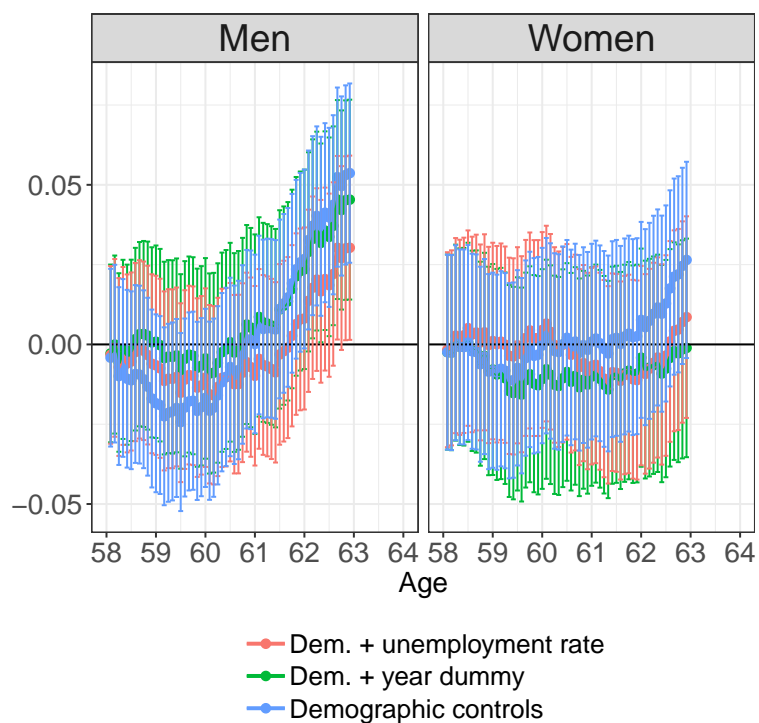 Men Women
0.05
0.00
−0.05
58 59 60 61 62 63 64 58 59 60 61 62 63 64
Age
Dem. + unemployment rate
Dem. + year dummy
Demographic controls